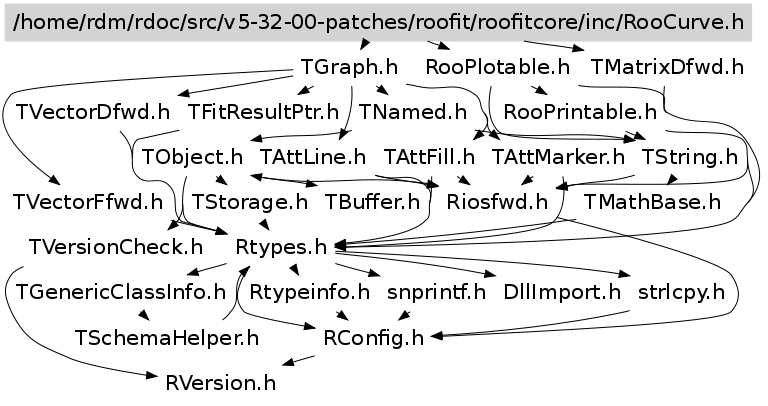 /home/rdm/rdoc/src/v5-32-00-patches/roofit/roofitcore/inc/RooCurve.h
TGraph.h RooPlotable.h TMatrixDfwd.h
TVectorDfwd.h TFitResultPtr.h TNamed.h RooPrintable.h
TObject.h TAttLine.h TAttFill.h TAttMarker.h TString.h
TVectorFfwd.h TStorage.h TBuffer.h Riosfwd.h TMathBase.h
TVersionCheck.h Rtypes.h
TGenericClassInfo.h Rtypeinfo.h snprintf.h DllImport.h strlcpy.h
TSchemaHelper.h RConfig.h
RVersion.h